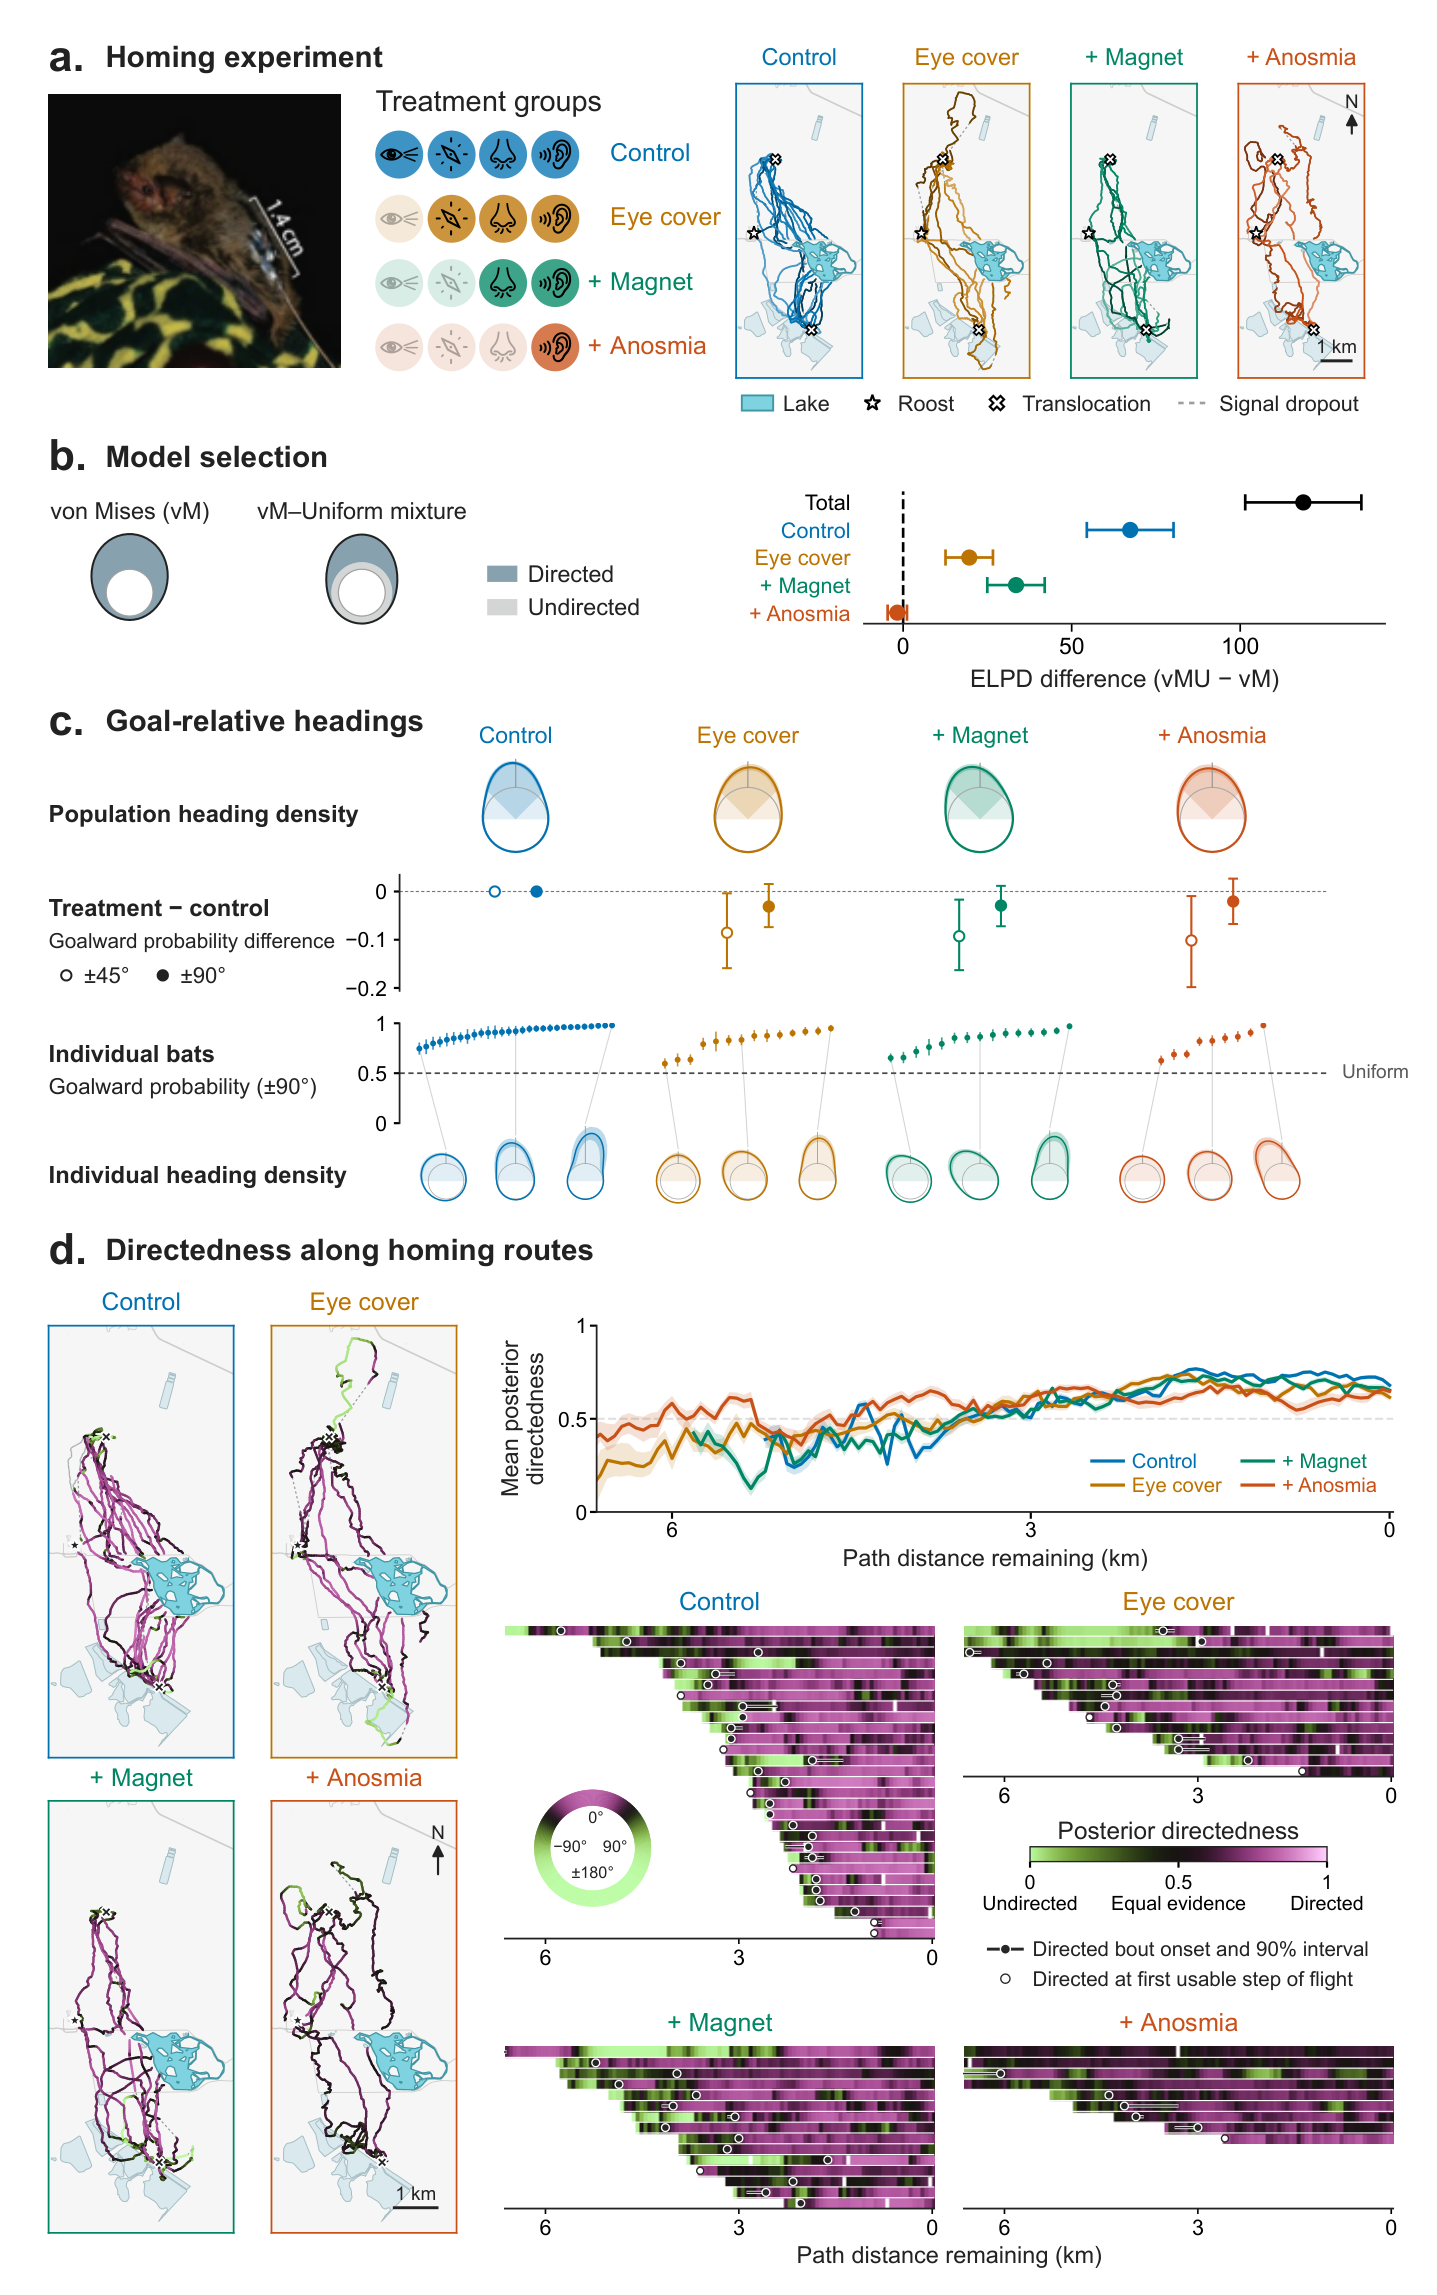 a. Homing experiment
1.4 cm
Treatment groups
Control
Eye cover
+ Magnet
+ Anosmia
Control
Eye cover
+ Magnet
+ Anosmia
N
1 km
Lake
Roost
Translocation
Signal dropout
b. Model selection
von Mises (vM)
vM–Uniform mixture
Directed
Undirected
Total
Control
Eye cover
+ Magnet
+ Anosmia
0
50
100
ELPD difference (vMU − vM)
c. Goal-relative headings
Control
Eye cover
+ Magnet
+ Anosmia
Population heading density
Treatment − control
Goalward probability difference
±45°
±90°
0
−0.1
−0.2
Individual bats
Goalward probability (±90°)
1
0.5
0
Uniform
Individual heading density
d. Directedness along homing routes
Control
Eye cover
+ Magnet
+ Anosmia
N
1 km
Mean posterior
directedness
1
0.5
0
Control
Eye cover
+ Magnet
+ Anosmia
6
3
0
Path distance remaining (km)
Control
0°
−90°
90°
±180°
6
3
0
Eye cover
6
3
0
Posterior directedness
0
0.5
1
Undirected
Equal evidence
Directed
Directed bout onset and 90% interval
Directed at first usable step of flight
+ Magnet
6
3
0
+ Anosmia
6
3
0
Path distance remaining (km)